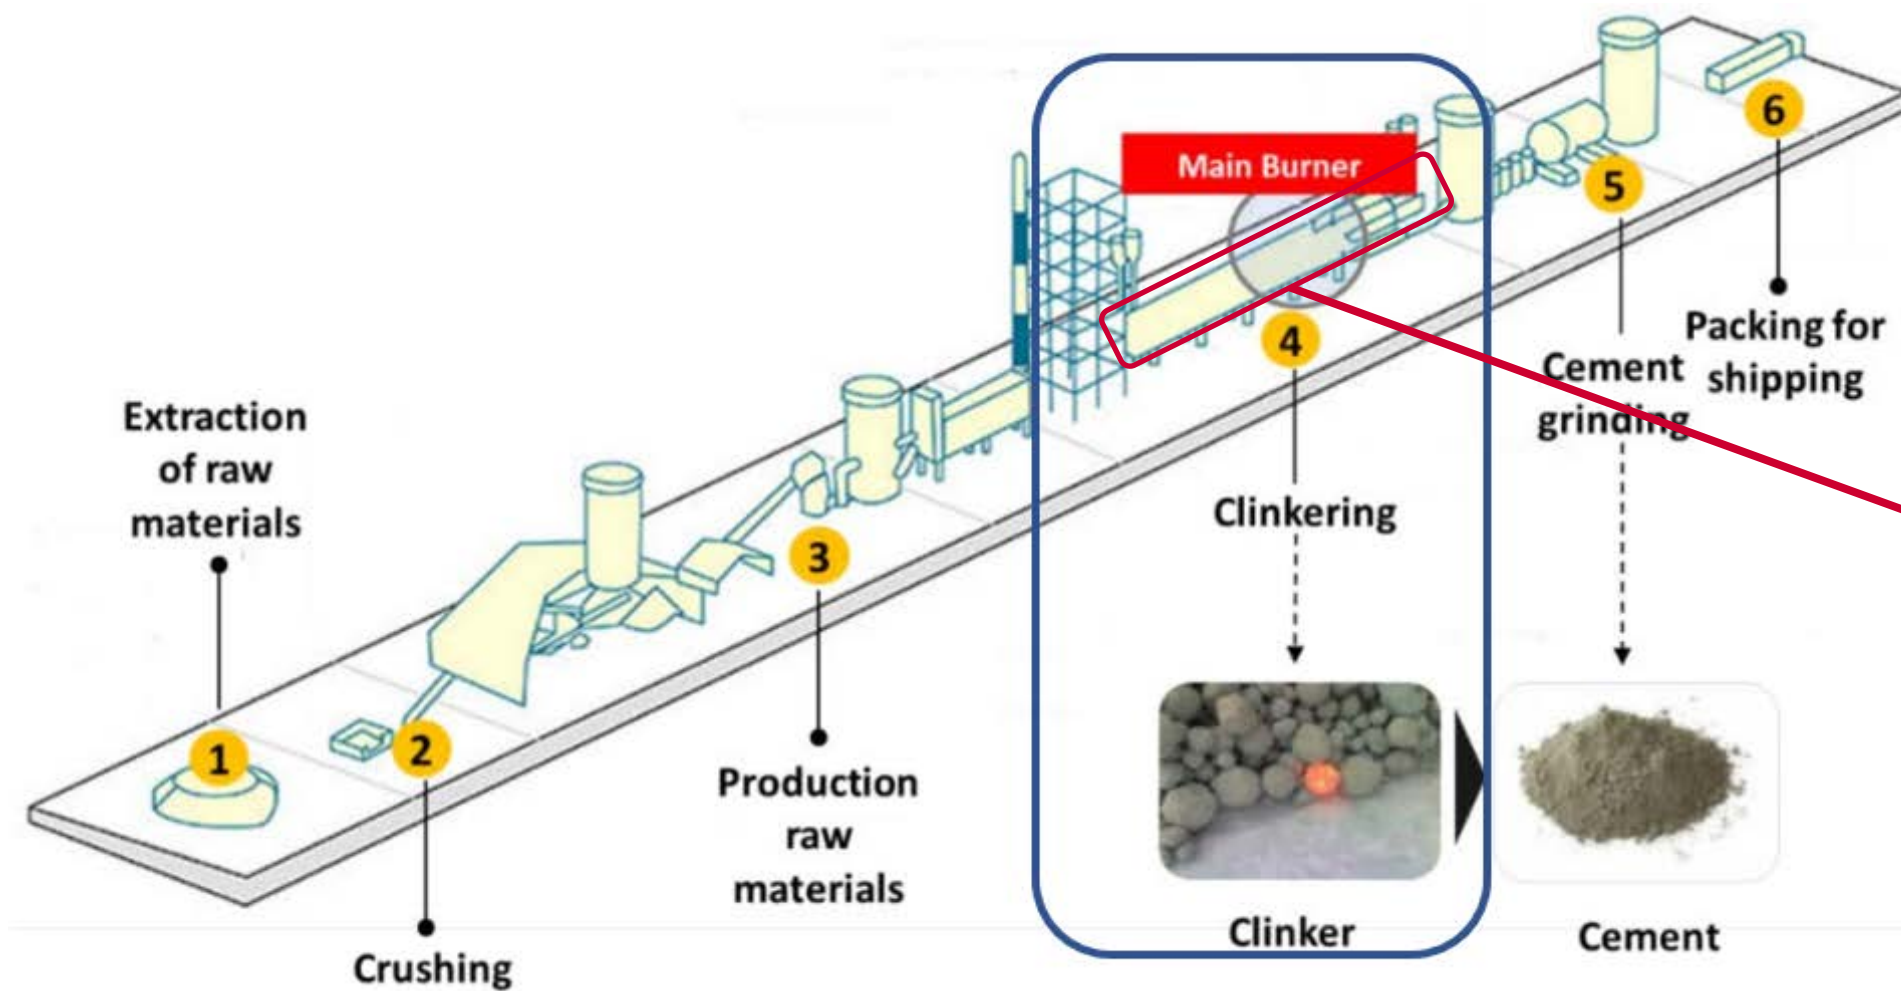 Main Burner
6
5
4
Packing for
shipping
Cement
grinding
Extraction
of raw
materials
Clinkering
3
1
2
Production
raw
materials
Clinker
Cement
Crushing